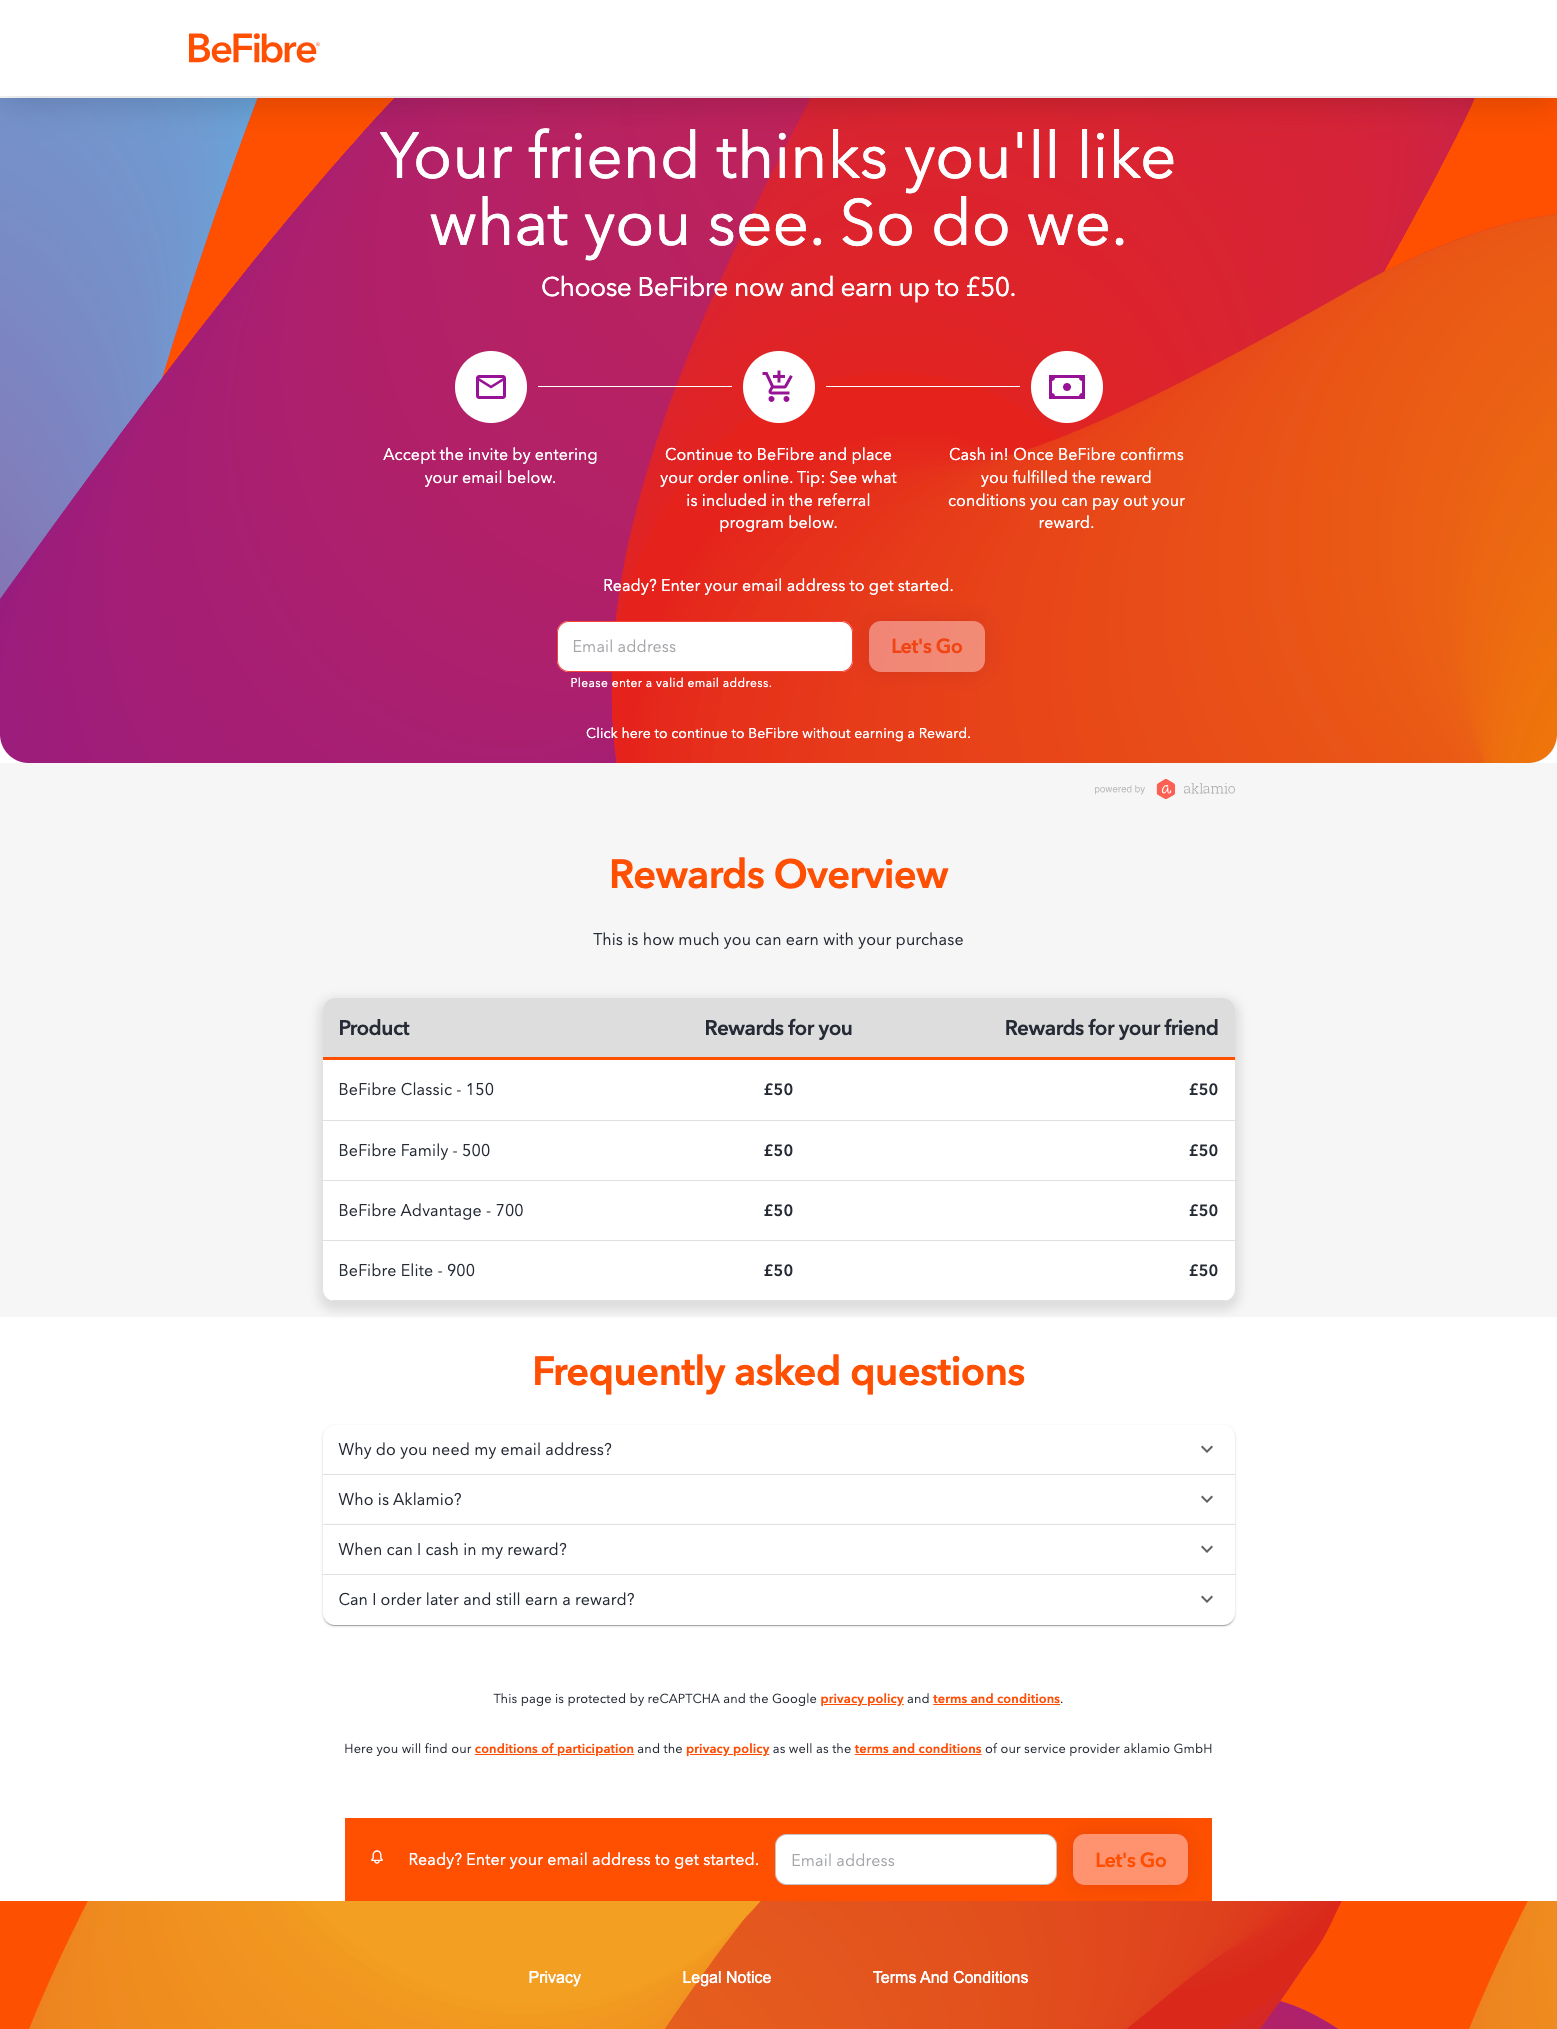 BeFibre
Your friend thinks you'll like
what you see. So do we.
Choose BeFibre now and earn up to £50.
Accept the invite by entering
your email below.
Continue to BeFibre and place
your order online. Tip: See what
is included in the referral
program below.
Cash in! Once BeFibre confirms
you fulfilled the reward
conditions you can pay out your
reward.
Ready? Enter your email address to get started.
Email address
Let's Go
Please enter a valid email address.
Click here to continue to BeFibre without earning a Reward.
powered by a aklamio
Rewards Overview
This is how much you can earn with your purchase
Product Rewards for you Rewards for your friend
BeFibre Classic - 150 £50 £50
BeFibre Family - 500 £50 £50
BeFibre Advantage - 700 £50 £50
BeFibre Elite - 900 £50 £50
Frequently asked questions
Why do you need my email address?
Who is Aklamio?
When can I cash in my reward?
Can I order later and still earn a reward?
This page is protected by reCAPTCHA and the Google privacy policy and terms and conditions.
Here you will find our conditions of participation and the privacy policy as well as the terms and conditions of our service provider aklamio GmbH
Ready? Enter your email address to get started. Email address Let's Go
Privacy Legal Notice Terms And Conditions